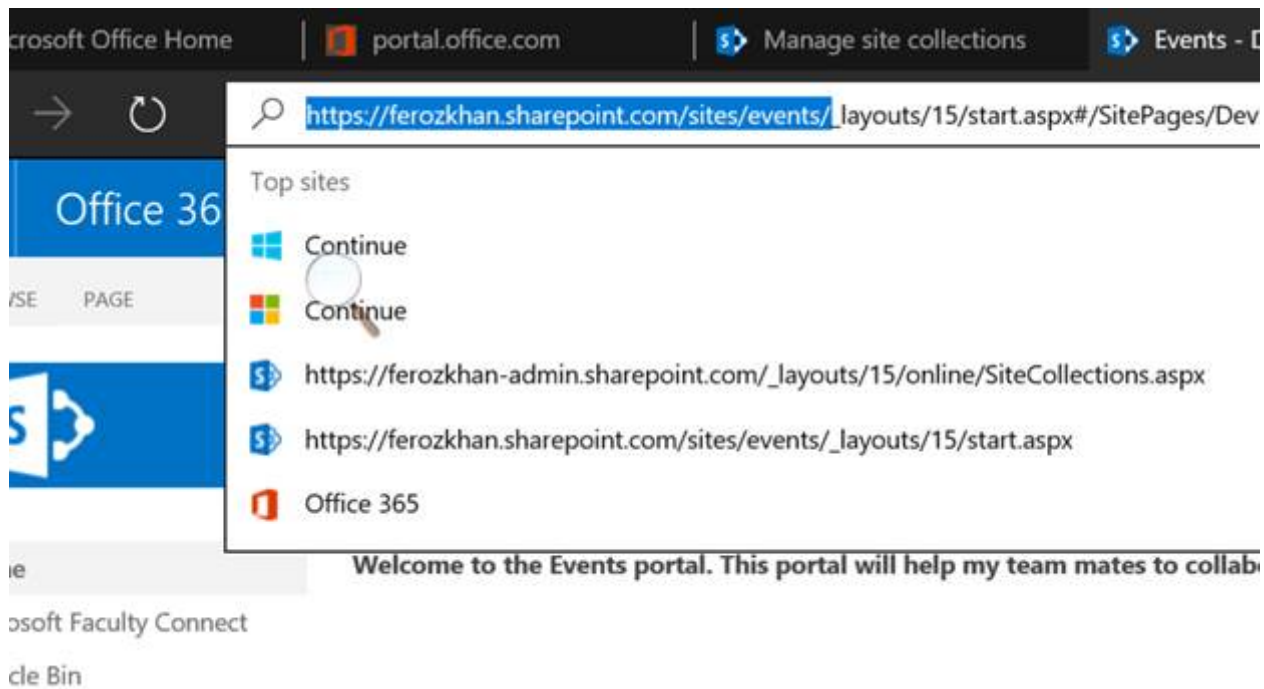 crosoft Office Home portal.office.com Manage site collections Events - D
https://ferozkhan.sharepoint.com/sites/events/_layouts/15/start.aspx#/SitePages/Dev
Top sites
Office 36
Continue
WSE PAGE
Continue
https://ferozkhan-admin.sharepoint.com/_layouts/15/online/SiteCollections.aspx
https://ferozkhan.sharepoint.com/sites/events/_layouts/15/start.aspx
Office 365
Welcome to the Events portal. This portal will help my team mates to collab
osoft Faculty Connect
cle Bin